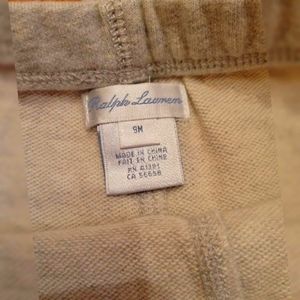 Ralph Lauren
9M
MADE IN CHINA
FAIT EN CHINE
RN 41381
CA 56658